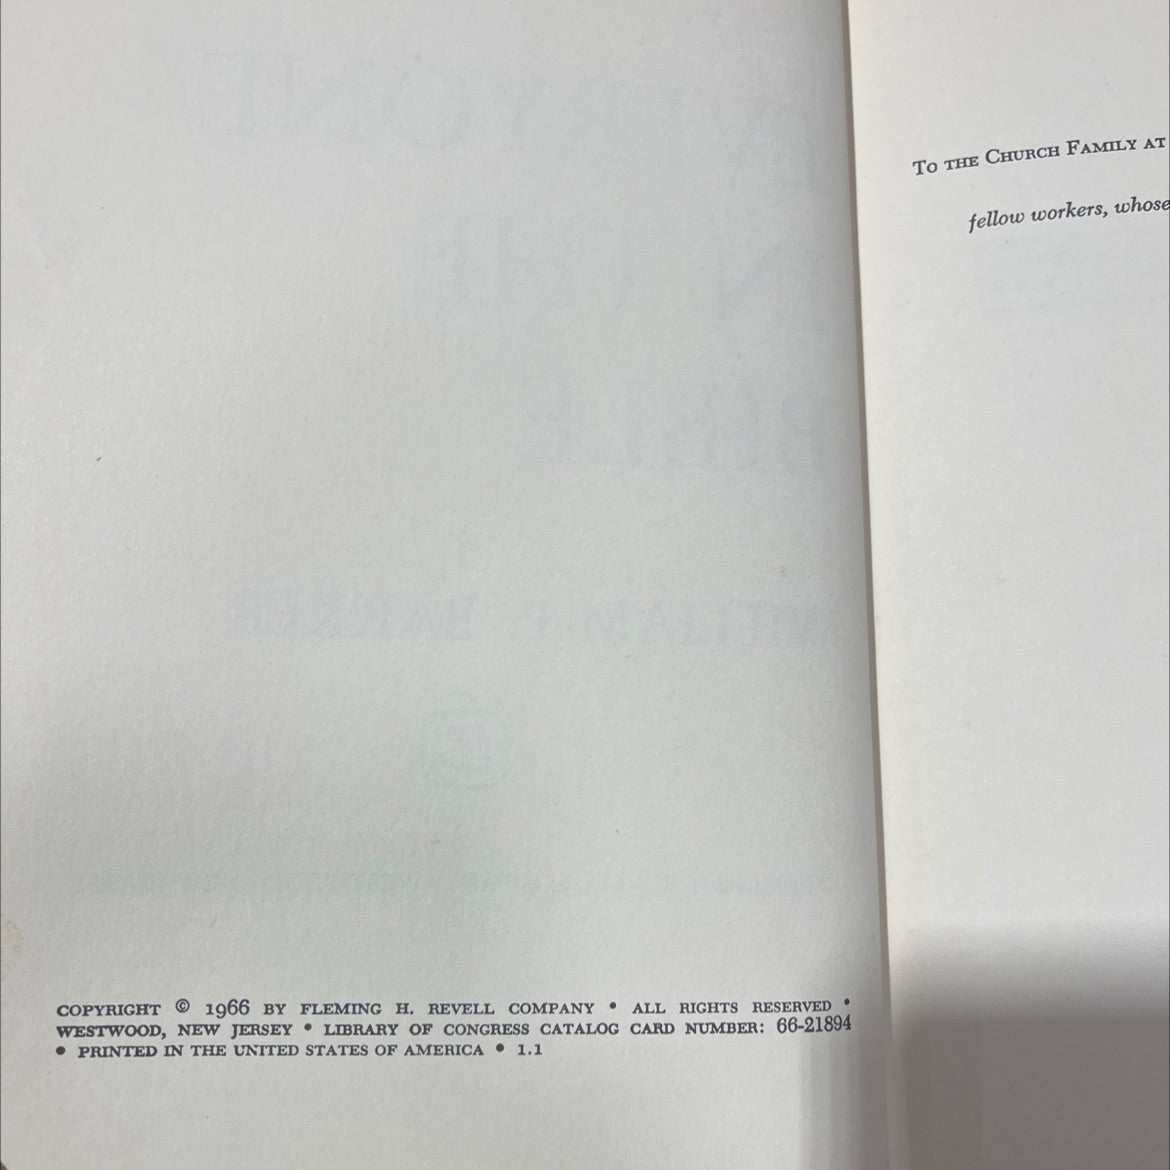 To the Church Family at
fellow workers, whose
COPYRIGHT © 1966 BY FLEMING H. REVELL COMPANY • ALL RIGHTS RESERVED •
WESTWOOD, NEW JERSEY • LIBRARY OF CONGRESS CATALOG CARD NUMBER: 66-21894
• PRINTED IN THE UNITED STATES OF AMERICA • 1.1